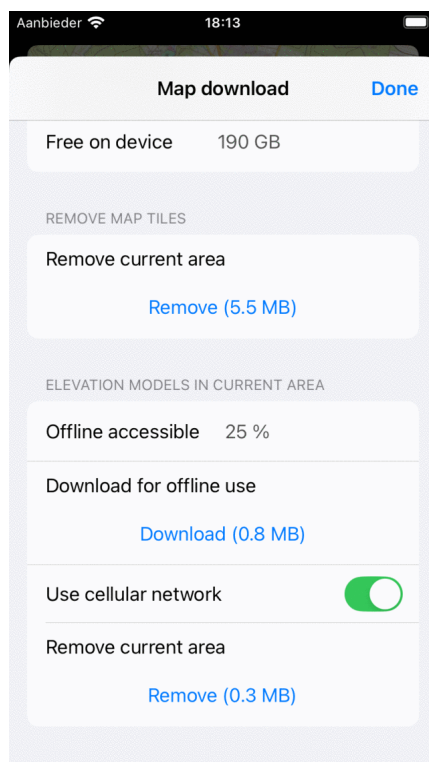 Aanbieder 18:13
Map download Done
Free on device 190 GB
REMOVE MAP TILES
Remove current area
Remove (5.5 MB)
ELEVATION MODELS IN CURRENT AREA
Offline accessible 25 %
Download for offline use
Download (0.8 MB)
Use cellular network
Remove current area
Remove (0.3 MB)